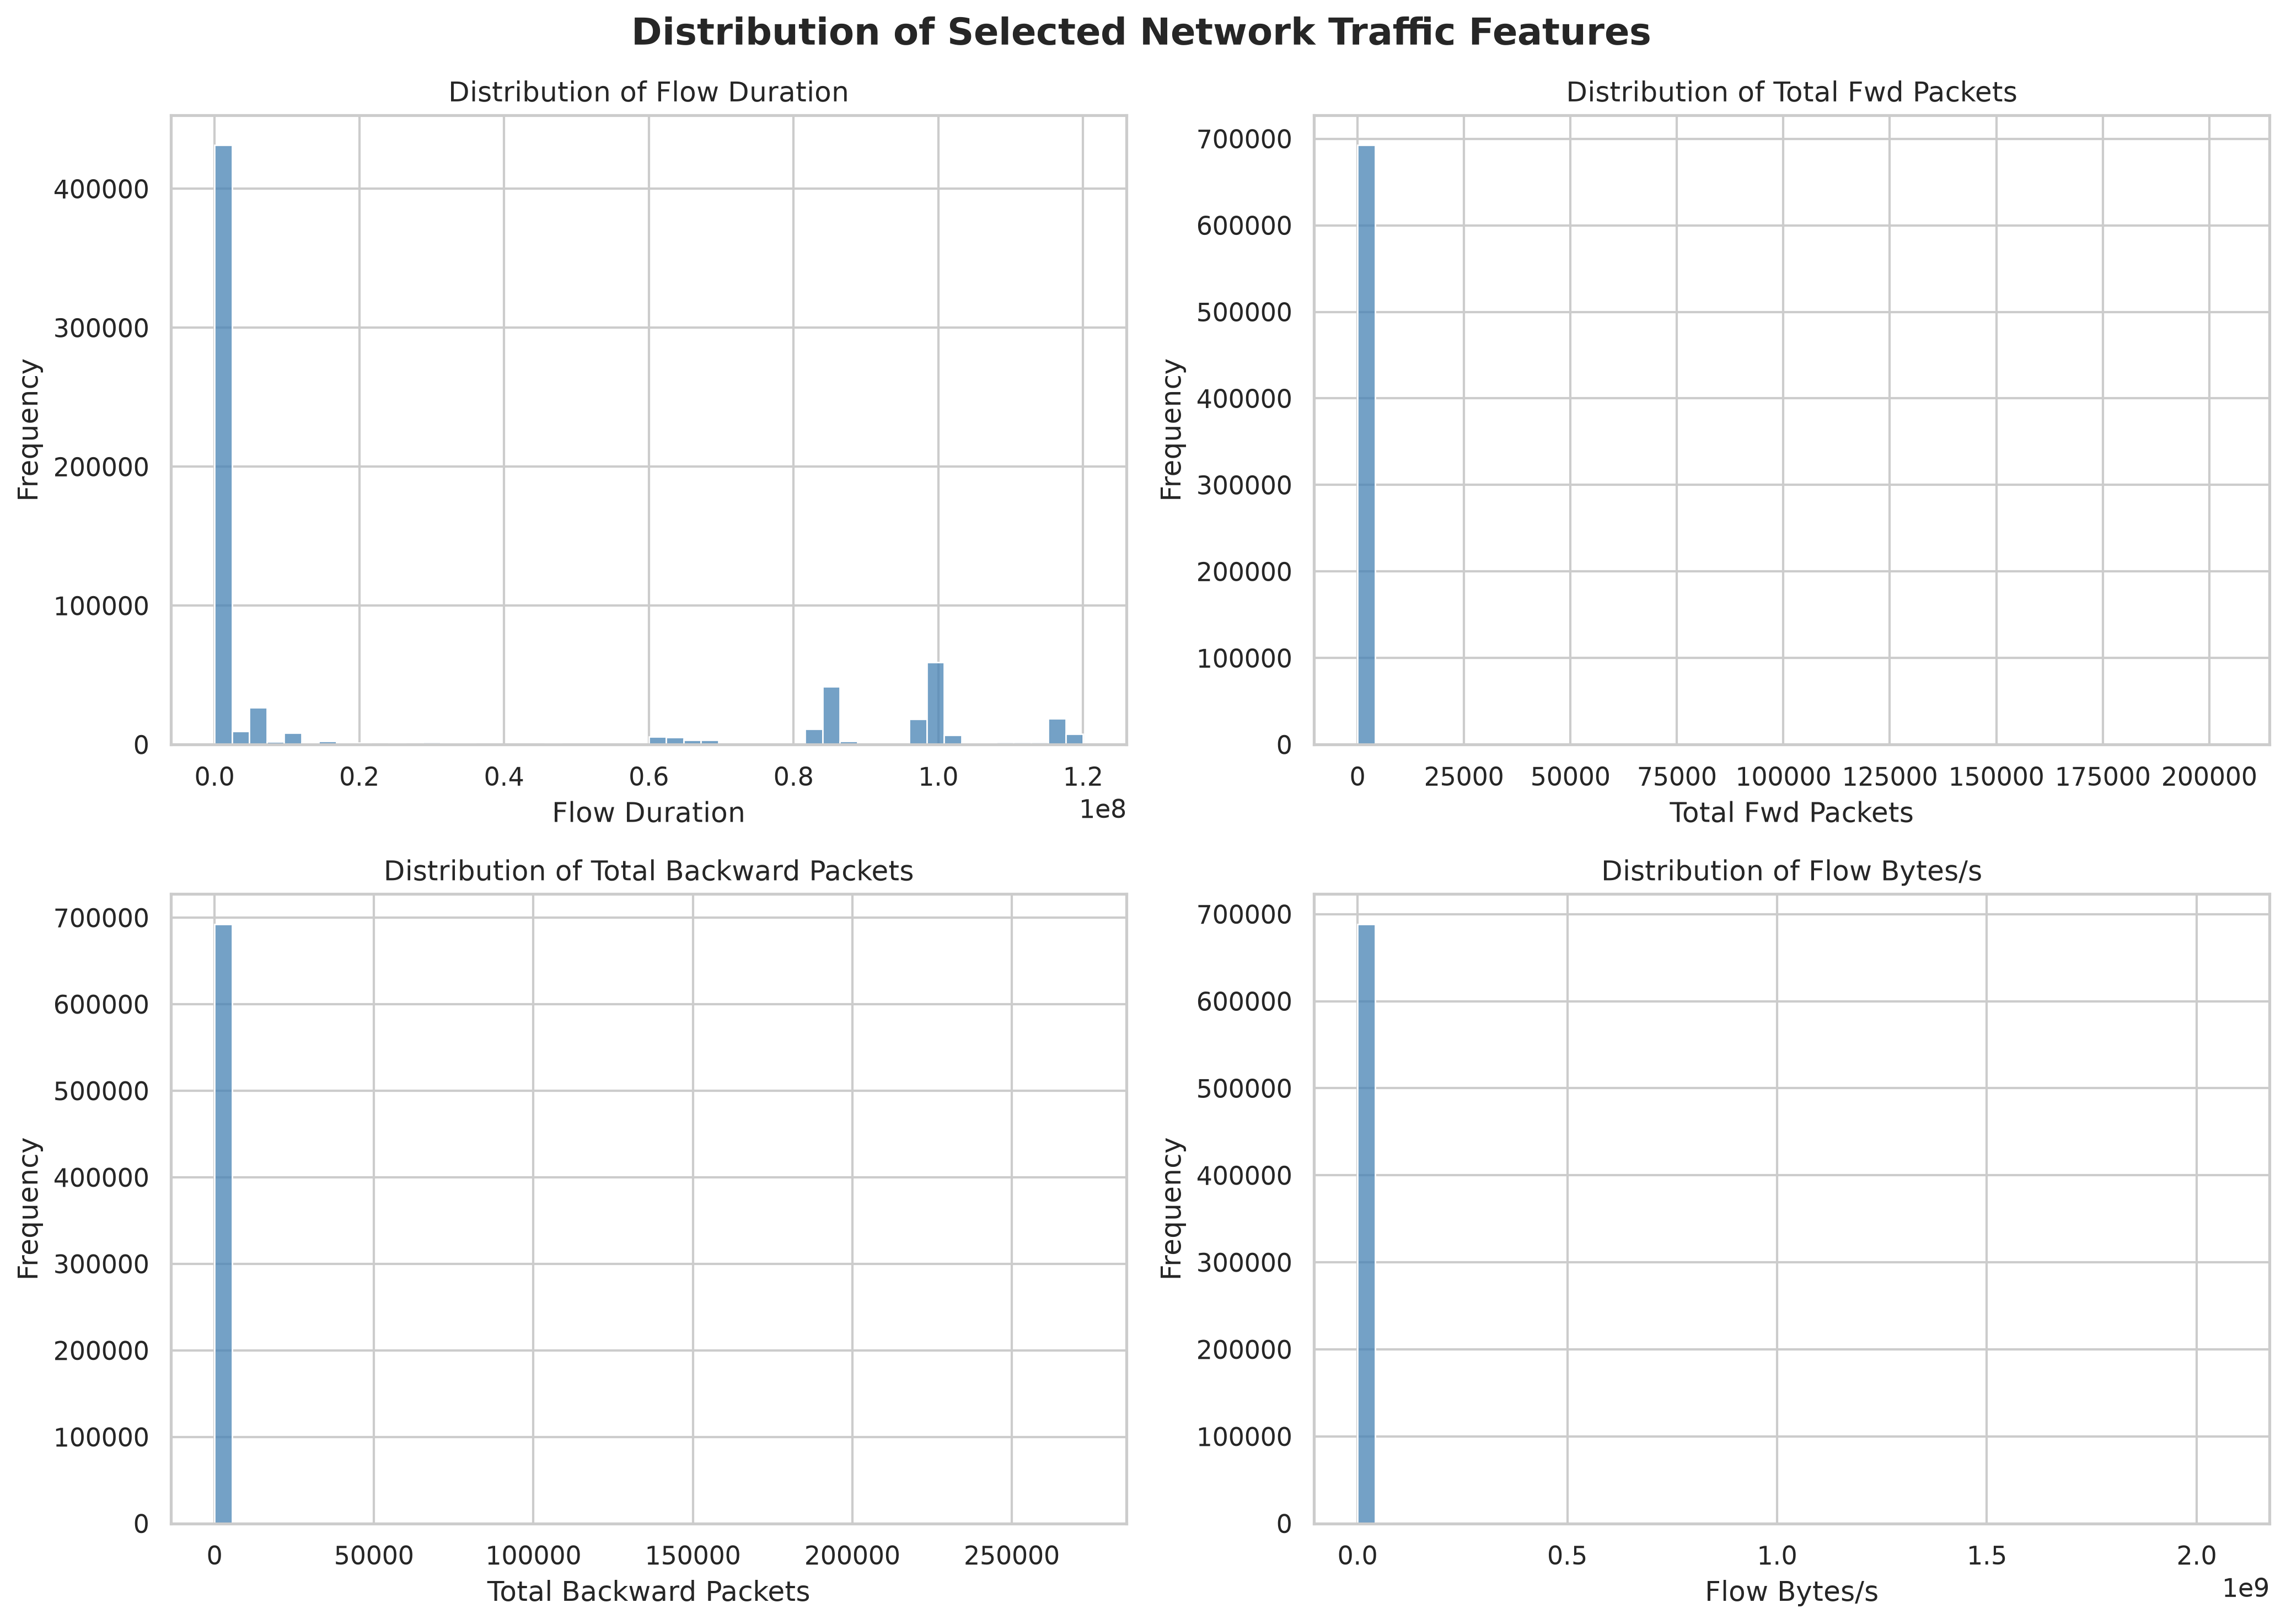 Distribution of Selected Network Traffic Features
Distribution of Flow Duration
400000
300000
200000
100000
0
Frequency
0.0 0.2 0.4 0.6 0.8 1.0 1.2
1e8
Flow Duration
Distribution of Total Fwd Packets
700000
600000
500000
400000
300000
200000
100000
0
Frequency
0 25000 50000 75000 100000 125000 150000 175000 200000
Total Fwd Packets
Distribution of Total Backward Packets
700000
600000
500000
400000
300000
200000
100000
0
Frequency
0 50000 100000 150000 200000 250000
Total Backward Packets
Distribution of Flow Bytes/s
700000
600000
500000
400000
300000
200000
100000
0
Frequency
0.0 0.5 1.0 1.5 2.0
1e9
Flow Bytes/s